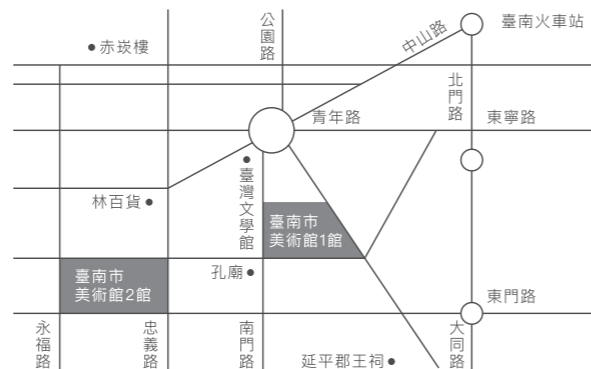 公園路
臺南火車站
中山路
●赤崁樓
北門路
青年路
東寧路
●臺灣文學館
林百貨●
臺南市
美術館1館
孔廟●
臺南市
美術館2館
東門路
永福路
忠義路
南門路
大同路
延平郡王祠●